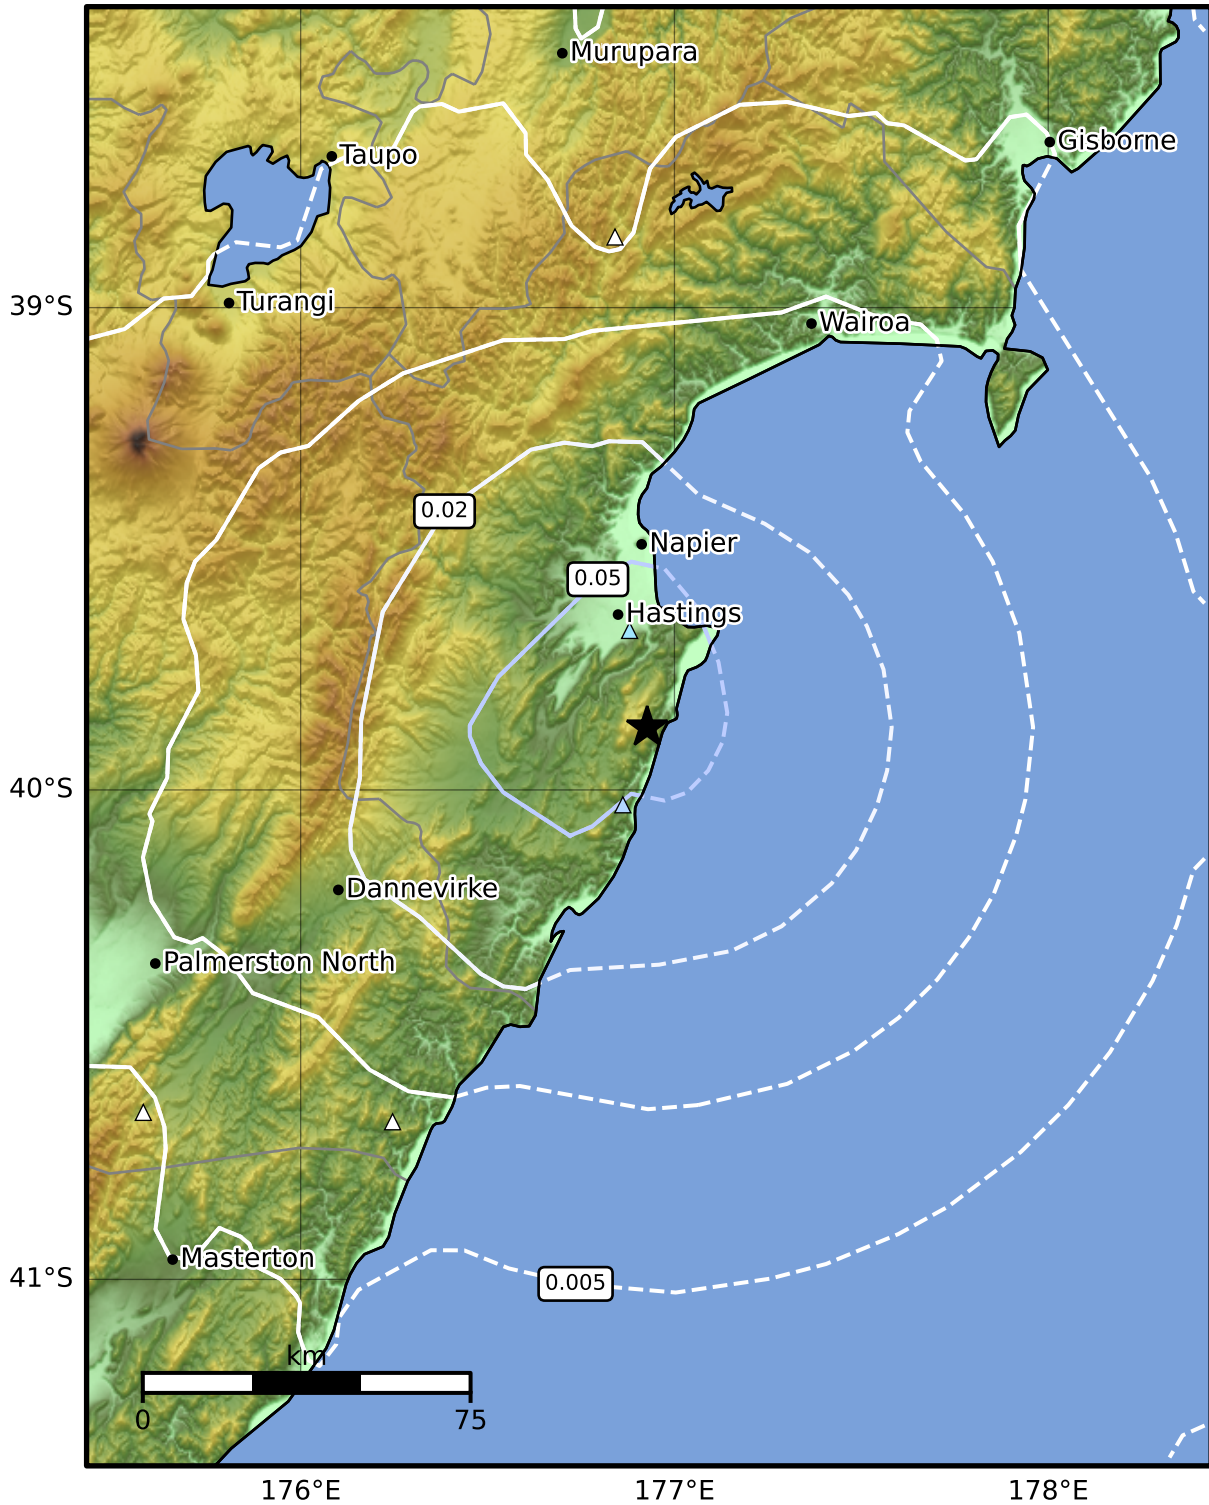 Murupara
Gisborne
Taupo
Turangi
39°S
Wairoa
0.02
Napier
0.05
Hastings
40°S
Dannevirke
Palmerston North
Masterton
41°S
0.005
km
0
75
176°E
177°E
178°E